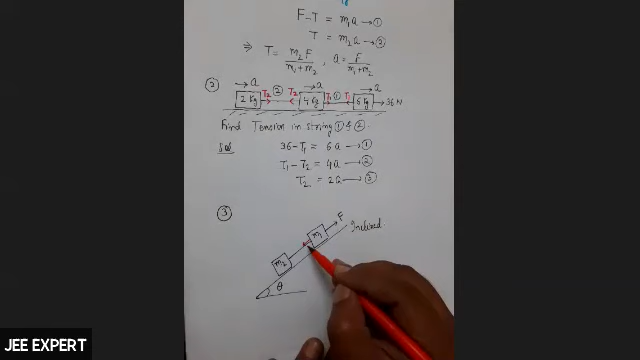 F-T = m₁a → ①
T = m₂a → ②
⇒ T = m₂F / m₁+m₂ , a = F / m₁+m₂
② → a → a → a
2 Kg T₂ ② T₂ 4 Kg T₁ ① T₁ 6 Kg → 36 N
Find Tension in string ① & ②
Sol 36-T₁ = 6a → ①
T₁-T₂ = 4a → ②
T₂ = 2a → ③
③
F
m₁ Inclined
m₂
θ
JEE EXPERT